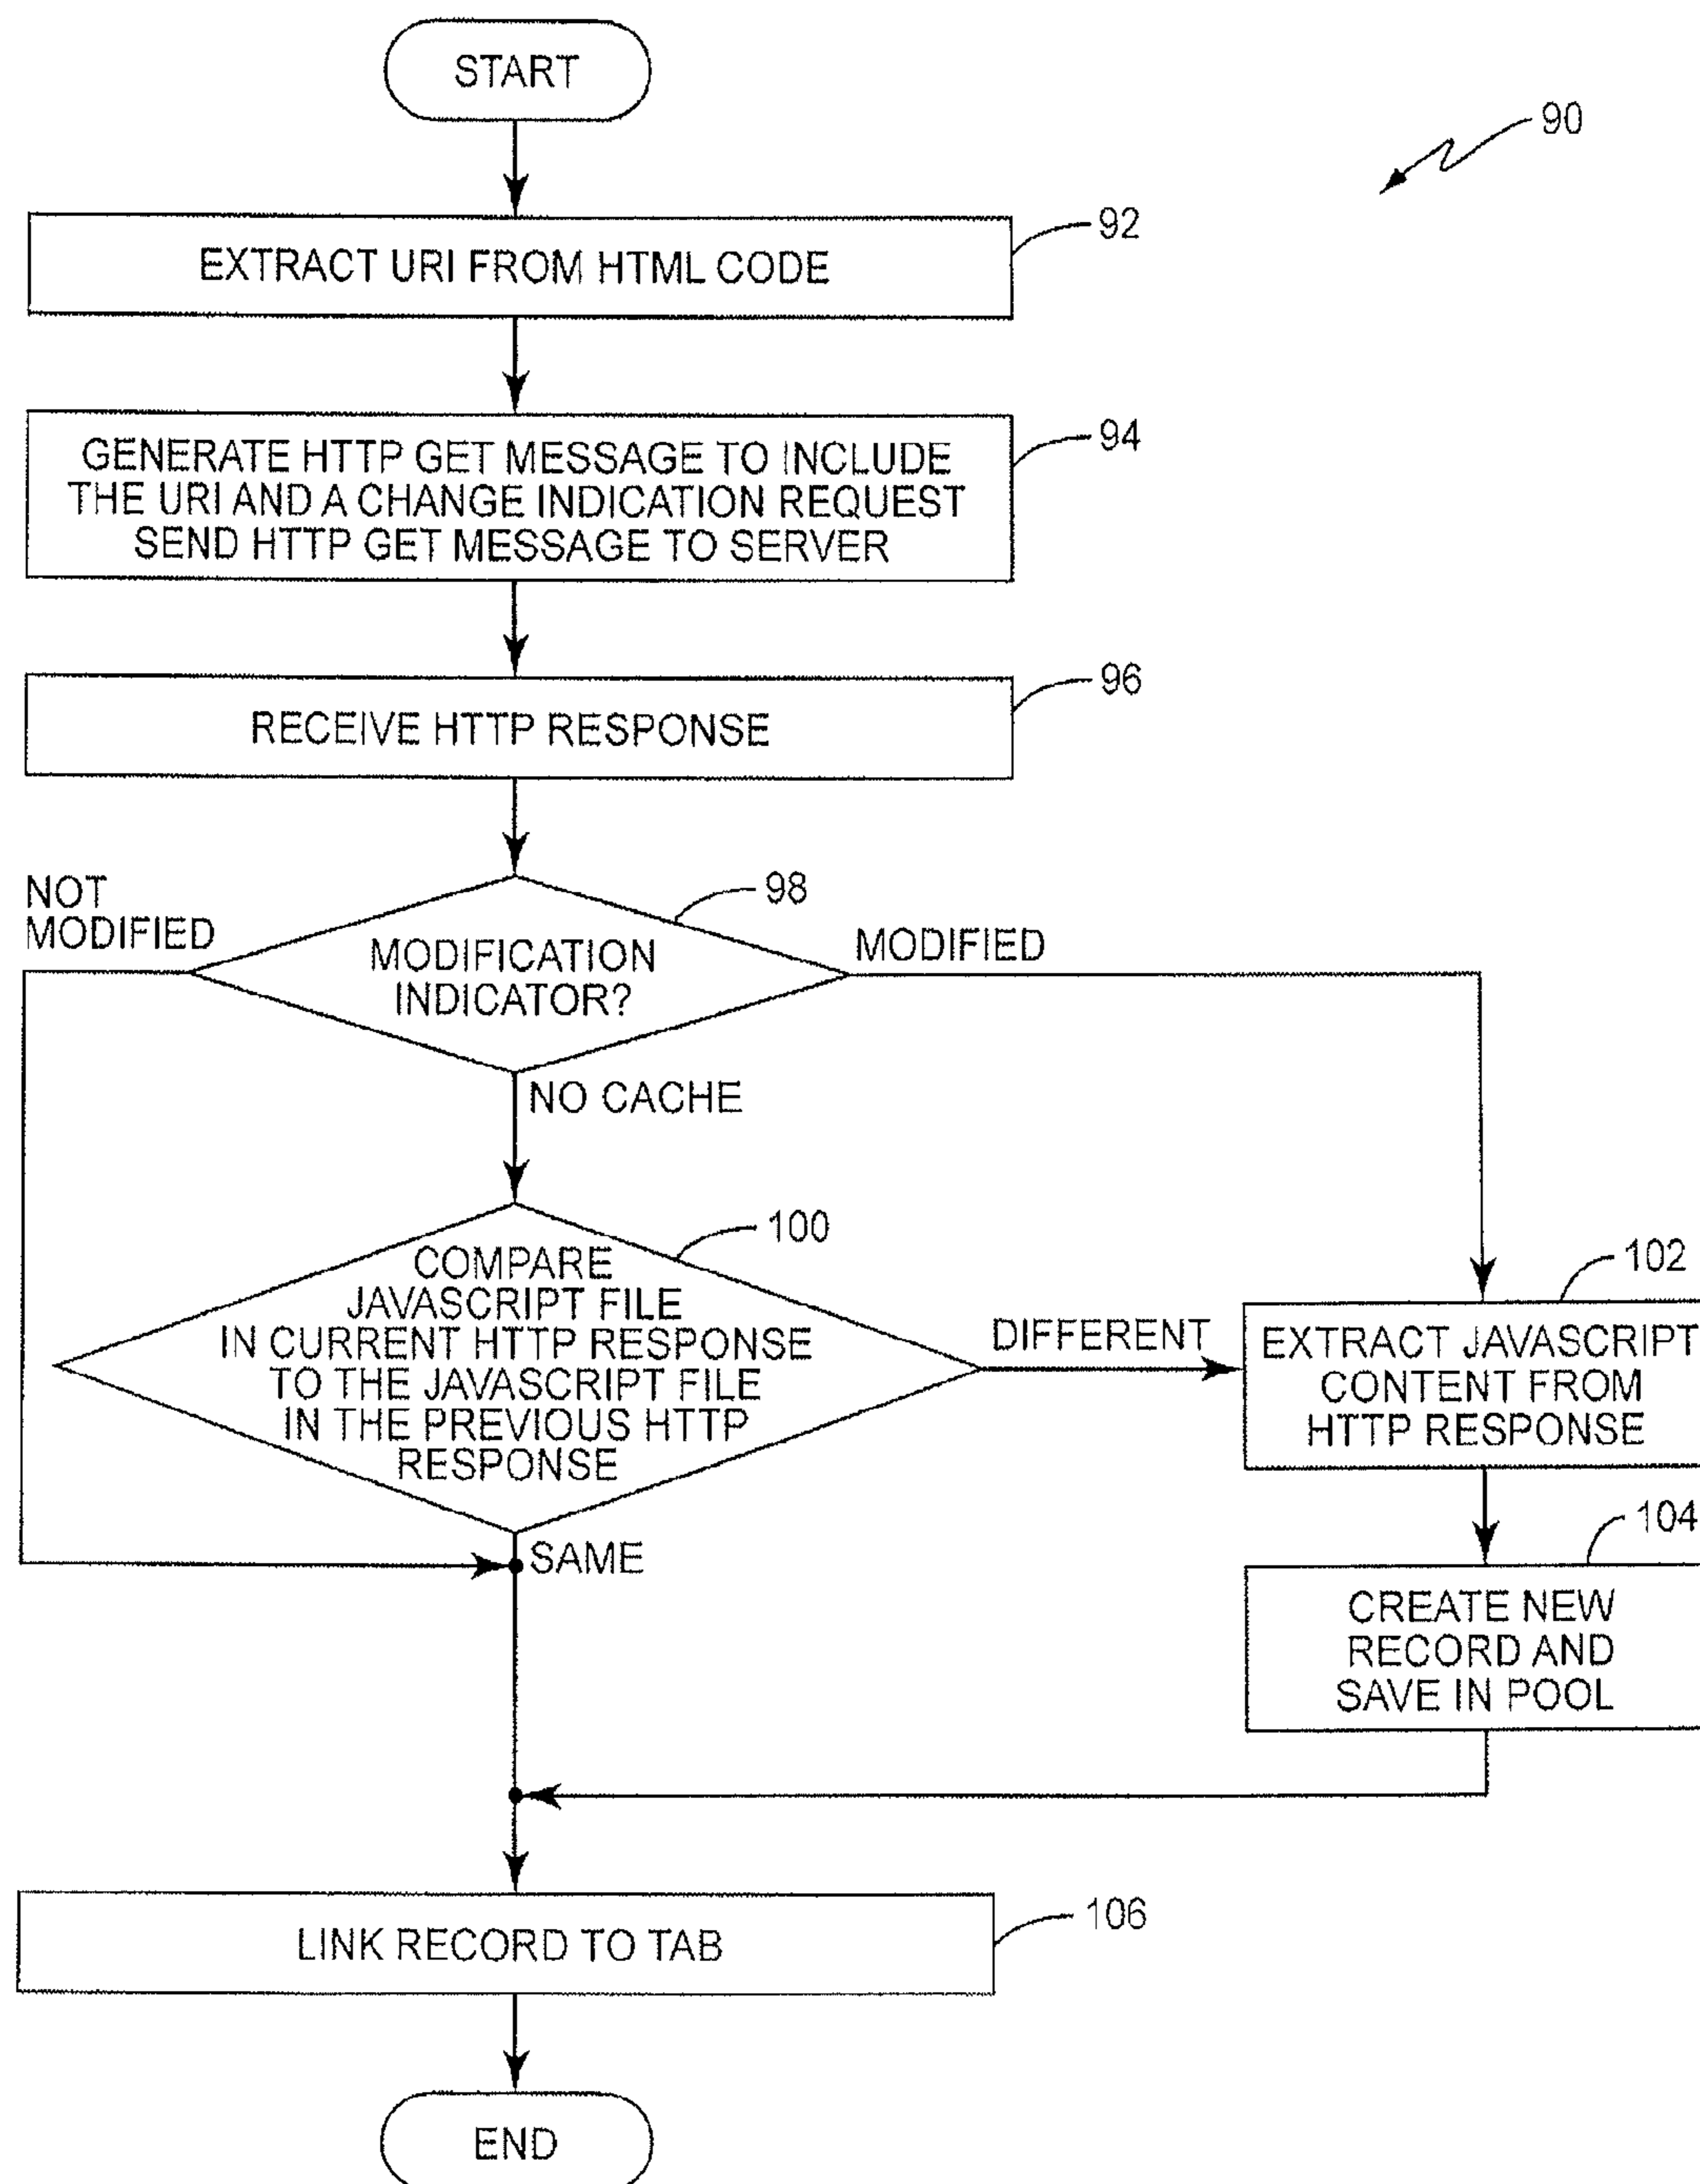 START
90
92
EXTRACT URI FROM HTML CODE
94
GENERATE HTTP GET MESSAGE TO INCLUDE
THE URI AND A CHANGE INDICATION REQUEST
SEND HTTP GET MESSAGE TO SERVER
96
RECEIVE HTTP RESPONSE
NOT
MODIFIED
98
MODIFICATION
INDICATOR?
MODIFIED
NO CACHE
100
COMPARE
JAVASCRIPT FILE
IN CURRENT HTTP RESPONSE
TO THE JAVASCRIPT FILE
IN THE PREVIOUS HTTP
RESPONSE
DIFFERENT
102
EXTRACT JAVASCRIPT
CONTENT FROM
HTTP RESPONSE
SAME
104
CREATE NEW
RECORD AND
SAVE IN POOL
106
LINK RECORD TO TAB
END